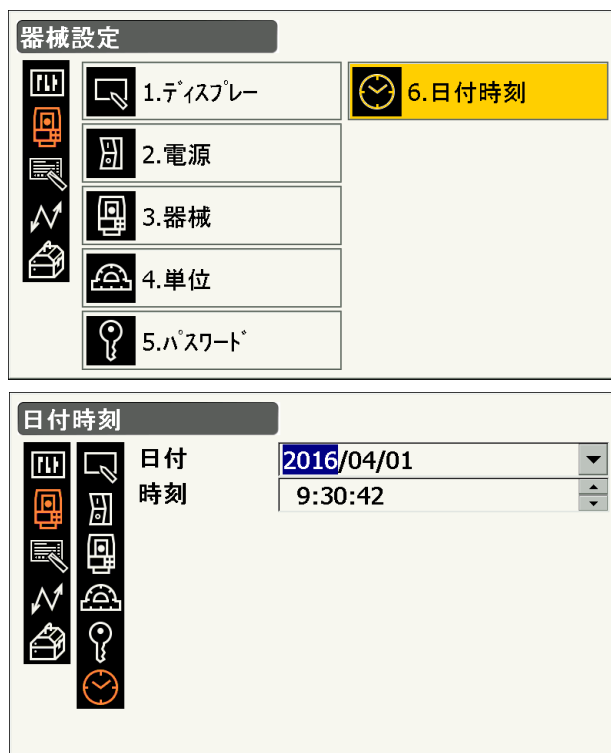 器械設定
1.ﾃﾞｨｽﾌﾟﾚｰ
6.日付時刻
2.電源
3.器械
4.単位
5.ﾊﾟｽﾜｰﾄﾞ
日付時刻
日付 2016/04/01
時刻 9:30:42